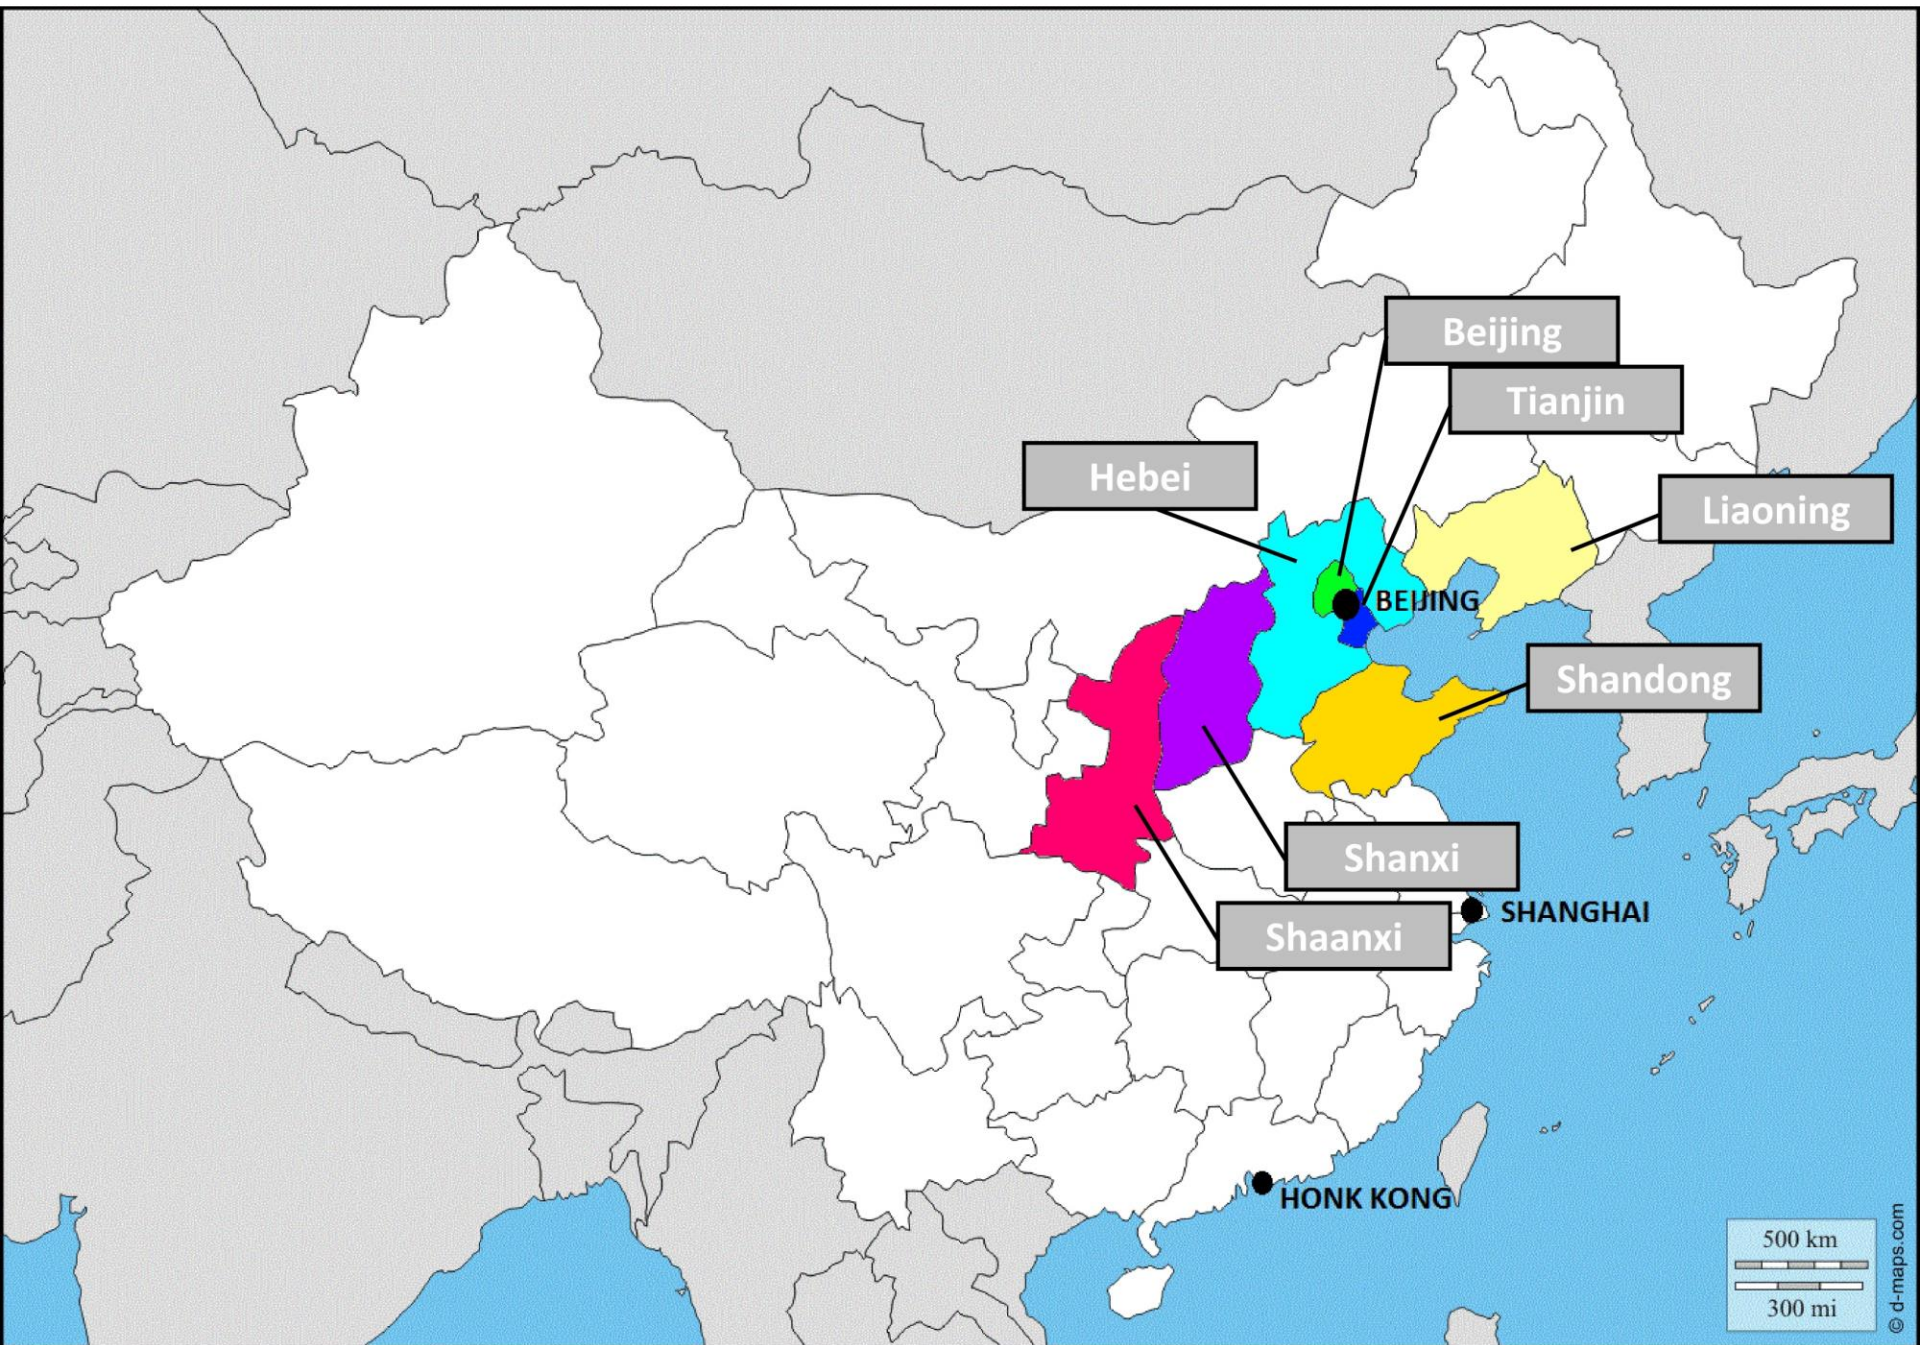 Beijing
Tianjin
Hebei
Liaoning
BEIJING
Shandong
Shanxi
SHANGHAI
Shaanxi
HONK KONG
500 km
300 mi
© d-maps.com